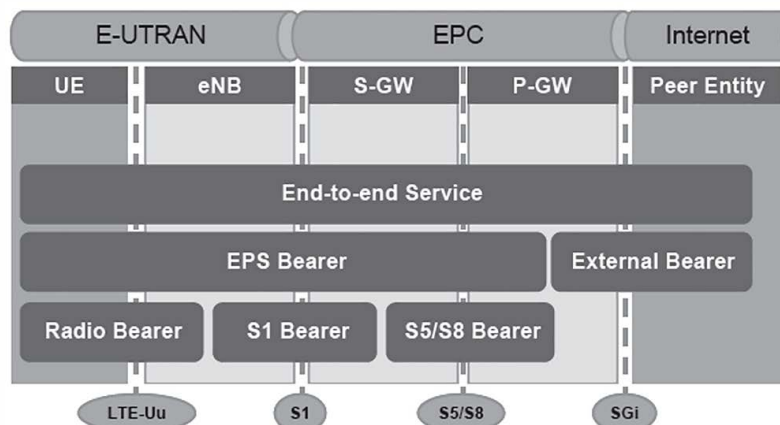 E-UTRAN EPC Internet
UE eNB S-GW P-GW Peer Entity
End-to-end Service
EPS Bearer External Bearer
Radio Bearer S1 Bearer S5/S8 Bearer
LTE-Uu S1 S5/S8 SGi